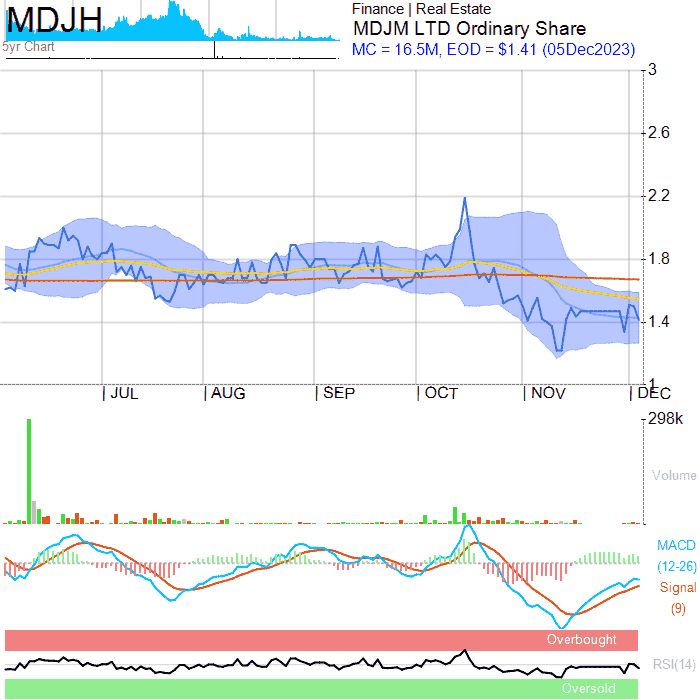 MDJH
Finance | Real Estate
MDJM LTD Ordinary Share
5yr Chart
MC = 16.5M, EOD = $1.41 (05Dec2023)
3
2.6
2.2
1.8
1.4
1
JUL
AUG
SEP
OCT
NOV
DEC
298k
Volume
MACD
(12-26)
Signal
(9)
Overbought
RSI(14)
Oversold